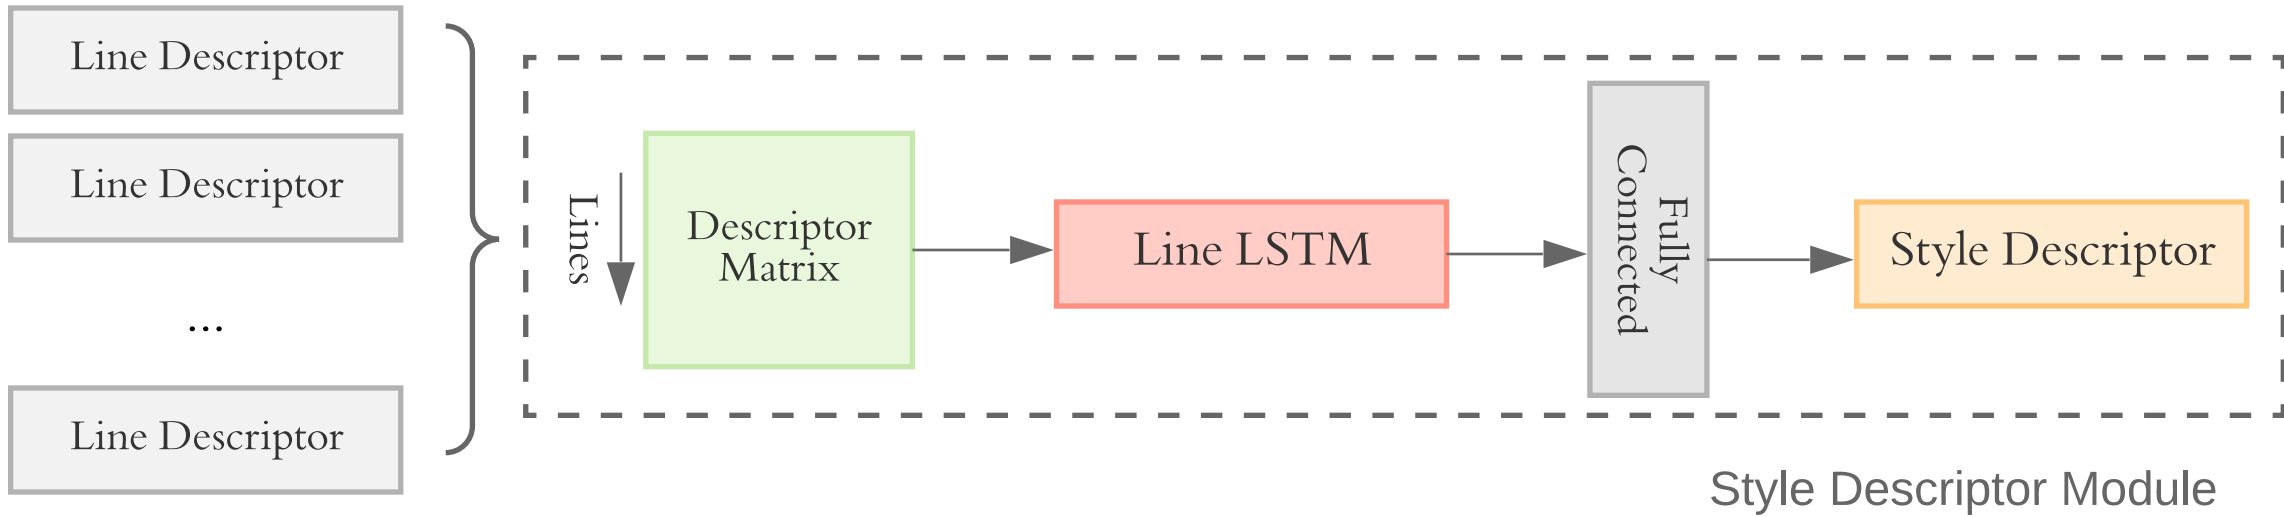 Line Descriptor
Line Descriptor
...
Line Descriptor
Lines
Descriptor
Matrix
Line LSTM
Fully
Connected
Style Descriptor
Style Descriptor Module